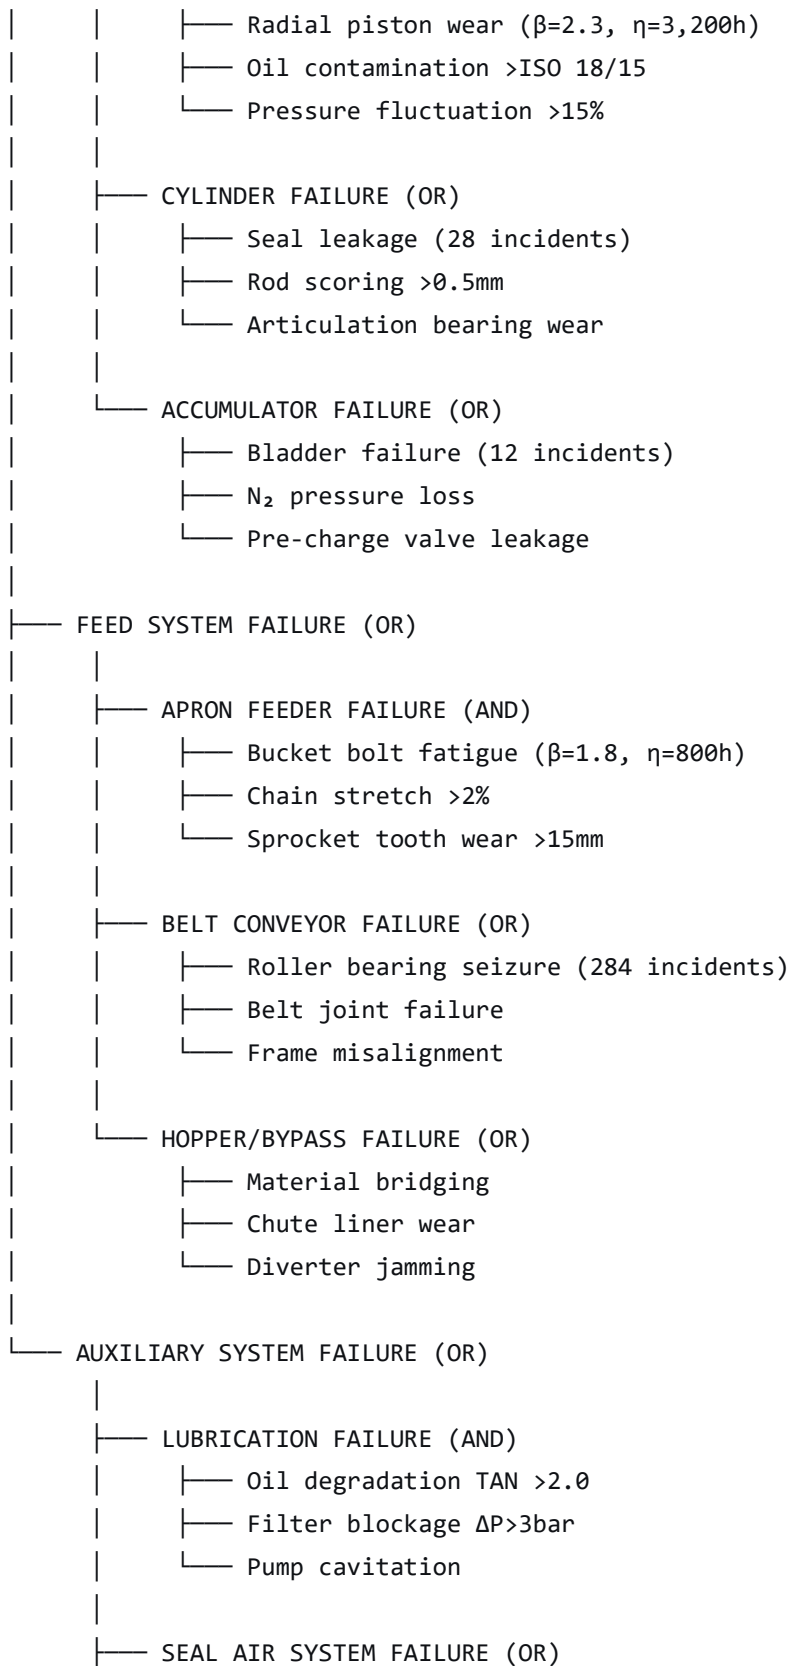 │      │      ├─── Radial piston wear (β=2.3, η=3,200h)
│      │      ├─── Oil contamination >ISO 18/15
│      │      └─── Pressure fluctuation >15%
│      │
│      ├─── CYLINDER FAILURE (OR)
│      │      ├─── Seal leakage (28 incidents)
│      │      ├─── Rod scoring >0.5mm
│      │      └─── Articulation bearing wear
│      │
│      └─── ACCUMULATOR FAILURE (OR)
│             ├─── Bladder failure (12 incidents)
│             ├─── N₂ pressure loss
│             └─── Pre-charge valve leakage
│
├─── FEED SYSTEM FAILURE (OR)
│      │
│      ├─── APRON FEEDER FAILURE (AND)
│      │      ├─── Bucket bolt fatigue (β=1.8, η=800h)
│      │      ├─── Chain stretch >2%
│      │      └─── Sprocket tooth wear >15mm
│      │
│      ├─── BELT CONVEYOR FAILURE (OR)
│      │      ├─── Roller bearing seizure (284 incidents)
│      │      ├─── Belt joint failure
│      │      └─── Frame misalignment
│      │
│      └─── HOPPER/BYPASS FAILURE (OR)
│             ├─── Material bridging
│             ├─── Chute liner wear
│             └─── Diverter jamming
│
└─── AUXILIARY SYSTEM FAILURE (OR)
       │
       ├─── LUBRICATION FAILURE (AND)
       │      ├─── Oil degradation TAN >2.0
       │      ├─── Filter blockage ΔP>3bar
       │      └─── Pump cavitation
       │
       ├─── SEAL AIR SYSTEM FAILURE (OR)